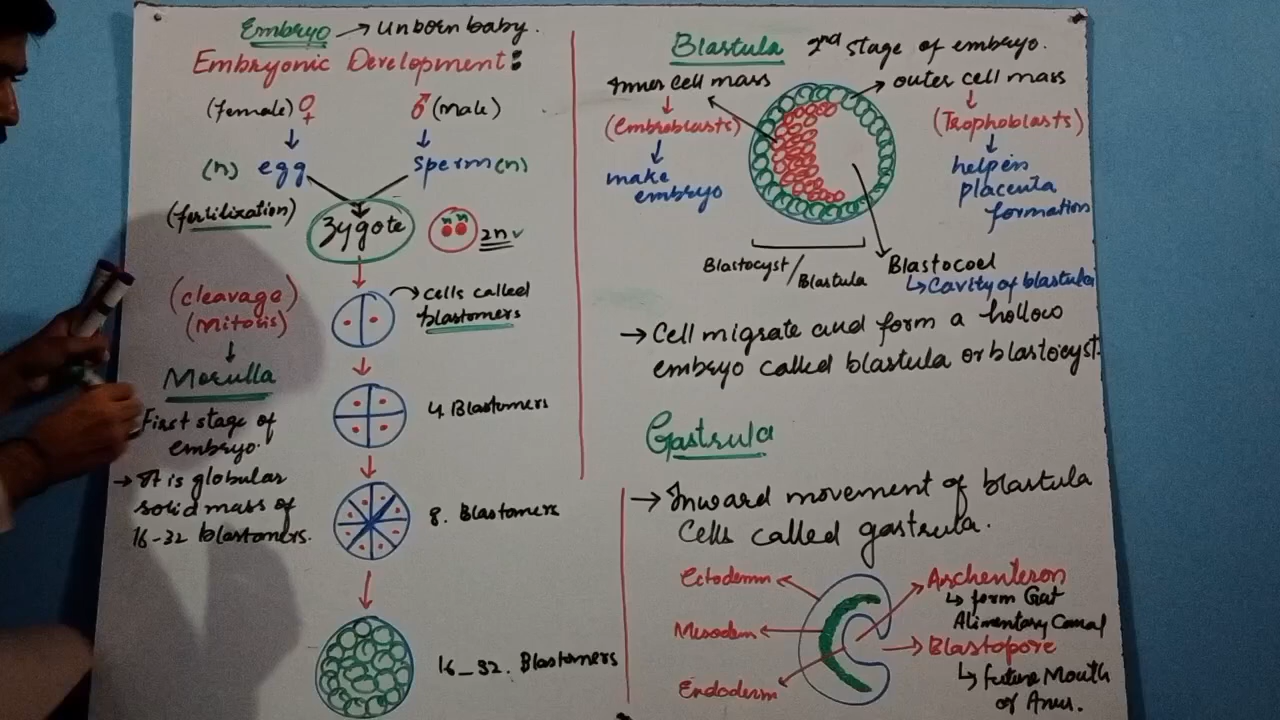 Embryo → Unborn baby.
Embryonic Development:
(female) ♀
♂ (male)
(n) egg
sperm (n)
(fertilization)
Zygote
n n
2n ✓
(cleavage)
(Mitosis)
→ cells called
blastomers
Morulla
First stage of
embryo.
→ It is globular
solid mass of
16-32 blastomers.
4 Blastomers
8. Blastomers
16_32. Blastomers
Blastula 2nd stage of embryo.
Inner cell mass
(Embroblasts)
make
embryo
outer cell mass
(Trophoblasts)
help in
placenta
formation
Blastocyst/Blastula
Blastocoel
↳ Cavity of blastula
→ Cell migrate and form a hollow
embryo called blastula or blastocyst.
Gastrula
→ Inward movement of blastula
Cells called gastrula.
Ectoderm
Mesoderm
Endoderm
Archenteron
↳ form Gut
Alimentary Canal
Blastopore
↳ future Mouth
or Anus.